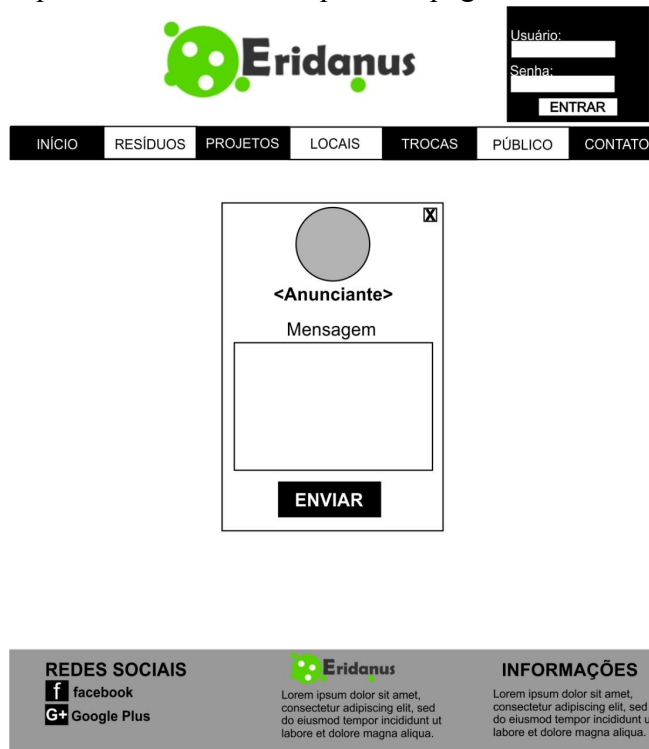 Eridanus
Usuário:
Senha:
ENTRAR
INÍCIO RESÍDUOS PROJETOS LOCAIS TROCAS PÚBLICO CONTATO
X
<Anunciante>
Mensagem
ENVIAR
REDES SOCIAIS
f facebook
G+ Google Plus
Eridanus
Lorem ipsum dolor sit amet,
consectetur adipiscing elit, sed
do eiusmod tempor incididunt ut
labore et dolore magna aliqua.
INFORMAÇÕES
Lorem ipsum dolor sit amet,
consectetur adipiscing elit, sed
do eiusmod tempor incididunt u
labore et dolore magna aliqua.